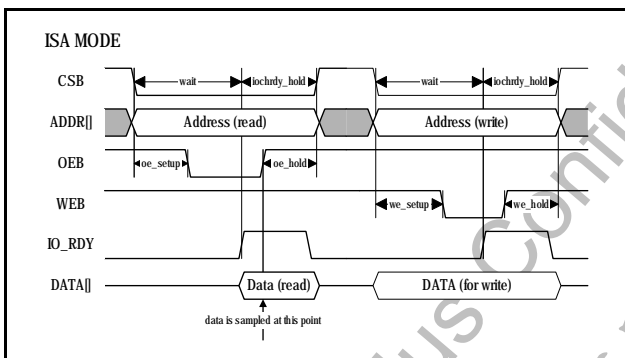 ISA MODE
CSB
wait
iochrdy_hold
wait
iochrdy_hold
ADDR[]
Address (read)
Address (write)
OEB
oe_setup
oe_hold
WEB
we_setup
we_hold
IO_RDY
DATA[]
Data (read)
DATA (for write)
data is sampled at this point